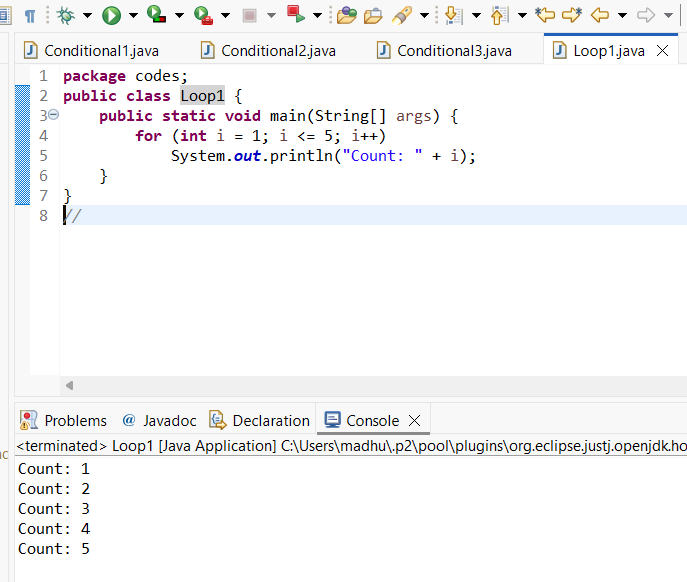 Conditional1.java Conditional2.java Conditional3.java Loop1.java
1 package codes;
2 public class Loop1 {
3 public static void main(String[] args) {
4 for (int i = 1; i <= 5; i++)
5 System.out.println("Count: " + i);
6 }
7 }
8 //
Problems @ Javadoc Declaration Console
<terminated> Loop1 [Java Application] C:\Users\madhu\.p2\pool\plugins\org.eclipse.justj.openjdk.ho
Count: 1
Count: 2
Count: 3
Count: 4
Count: 5